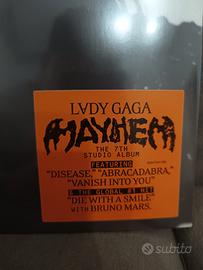 LVDY GAGA
MAYHEM
THE 7TH
STUDIO ALBUM
FEATURING
"DISEASE," "ABRACADABRA,"
"VANISH INTO YOU"
& THE GLOBAL #1 HIT
"DIE WITH A SMILE"
WITH BRUNO MARS.
subito